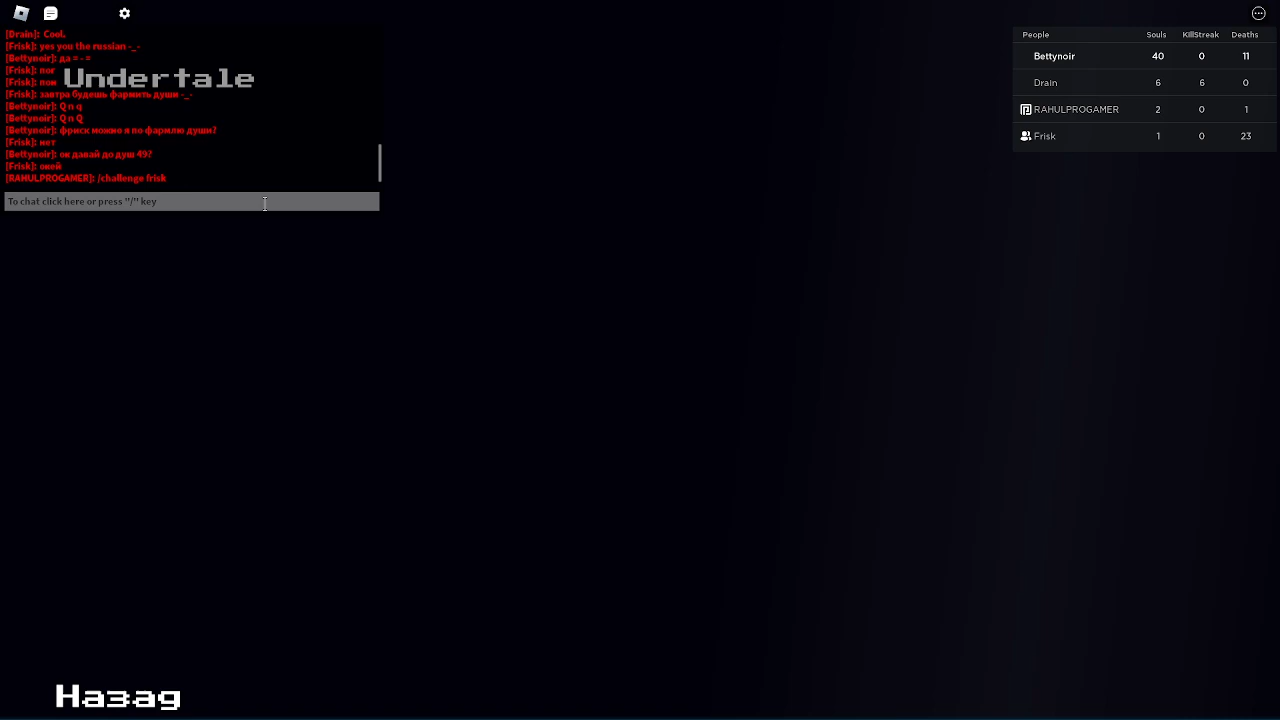 [Drain]: Cool.
[Frisk]: yes you the russian -_-
[Bettynoir]: да = - =
[Frisk]: пог
[Frisk]:
Undertale
[Frisk]: завтра будешь фармить души -_-
[Bettynoir]: Q n q
[Bettynoir]: Q n Q
[Bettynoir]: фриск можно я по фармлю души?
[Frisk]: нет
[Bettynoir]: ок давай до душ 49?
[Frisk]: окей
[RAHULPROGAMER]: /challenge frisk
To chat click here or press "/" key
People Souls KillStreak Deaths
Bettynoir 40 0 11
Drain 6 6 0
RAHULPROGAMER 2 0 1
Frisk 1 0 23
Назад